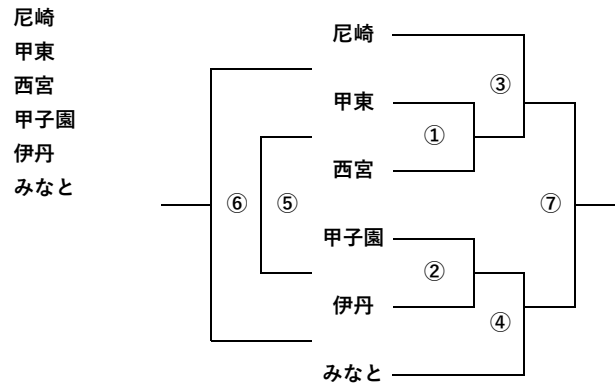 尼崎
甲東
西宮
甲子園
伊丹
みなと
尼崎
③
甲東
①
西宮
⑥
⑤
⑦
甲子園
②
伊丹
④
みなと